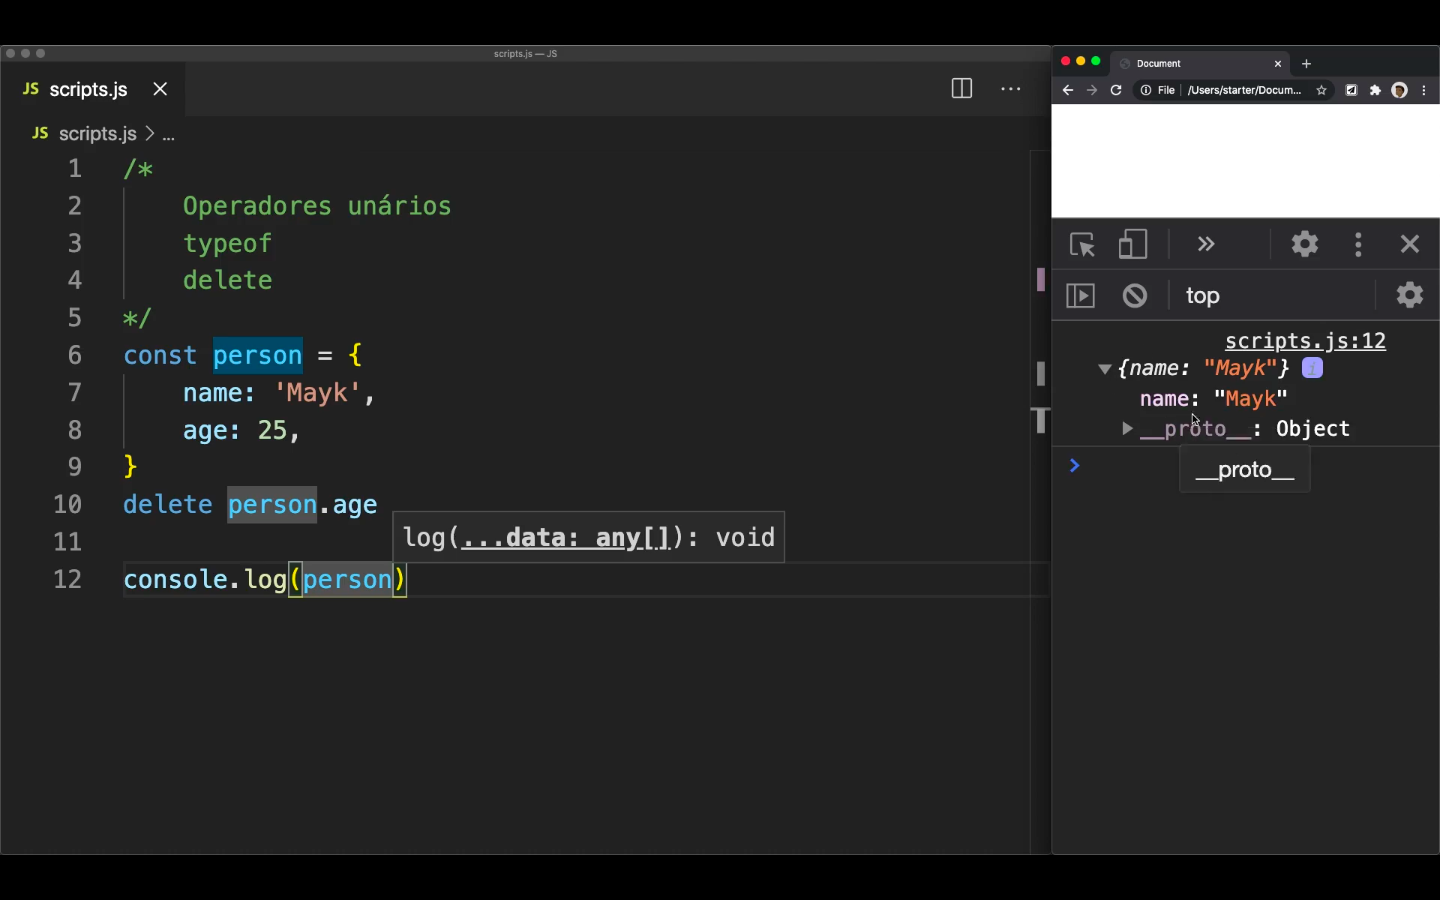 scripts.js — JS
JS scripts.js
JS scripts.js > ...
1 /*
2 Operadores unários
3 typeof
4 delete
5 */
6 const person = {
7 name: 'Mayk',
8 age: 25,
9 }
10 delete person.age
11
log(...data: any[]): void
12 console.log(person)
Document
File | /Users/starter/Docum...
top
scripts.js:12
{name: "Mayk"} i
name: "Mayk"
__proto__: Object
__proto__